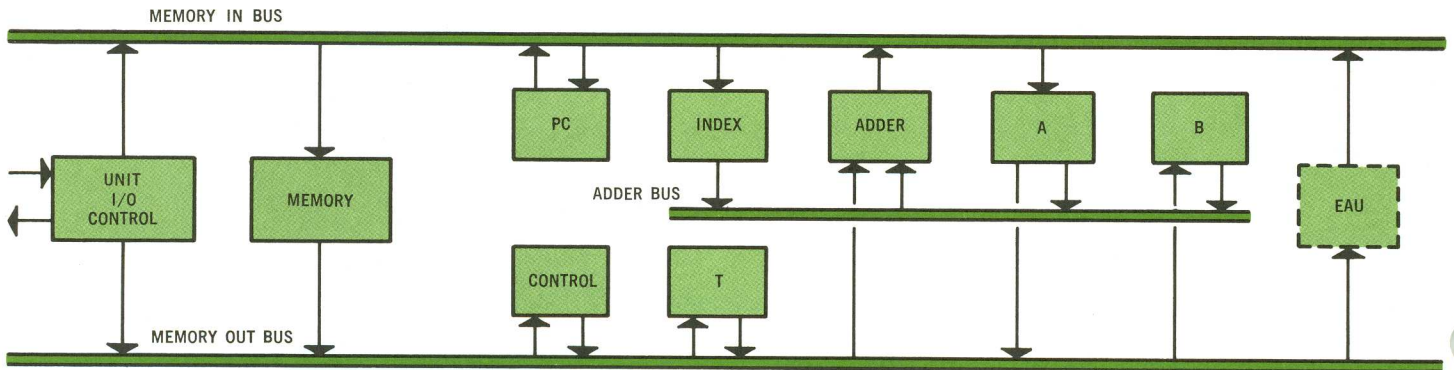 MEMORY IN BUS
PC
INDEX
ADDER
A
B
UNIT
I/O
CONTROL
MEMORY
ADDER BUS
EAU
CONTROL
T
MEMORY OUT BUS